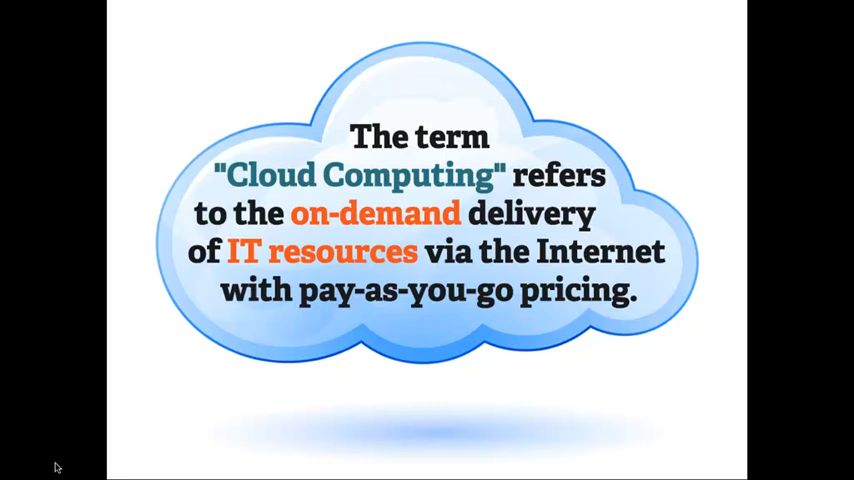 The term
"Cloud Computing" refers
to the on-demand delivery
of IT resources via the Internet
with pay-as-you-go pricing.